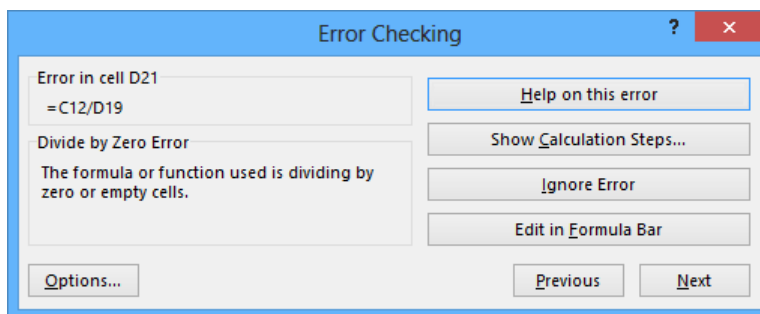 Error Checking
?
Error in cell D21
=C12/D19
Divide by Zero Error
The formula or function used is dividing by
zero or empty cells.
Help on this error
Show Calculation Steps...
Ignore Error
Edit in Formula Bar
Options...
Previous
Next